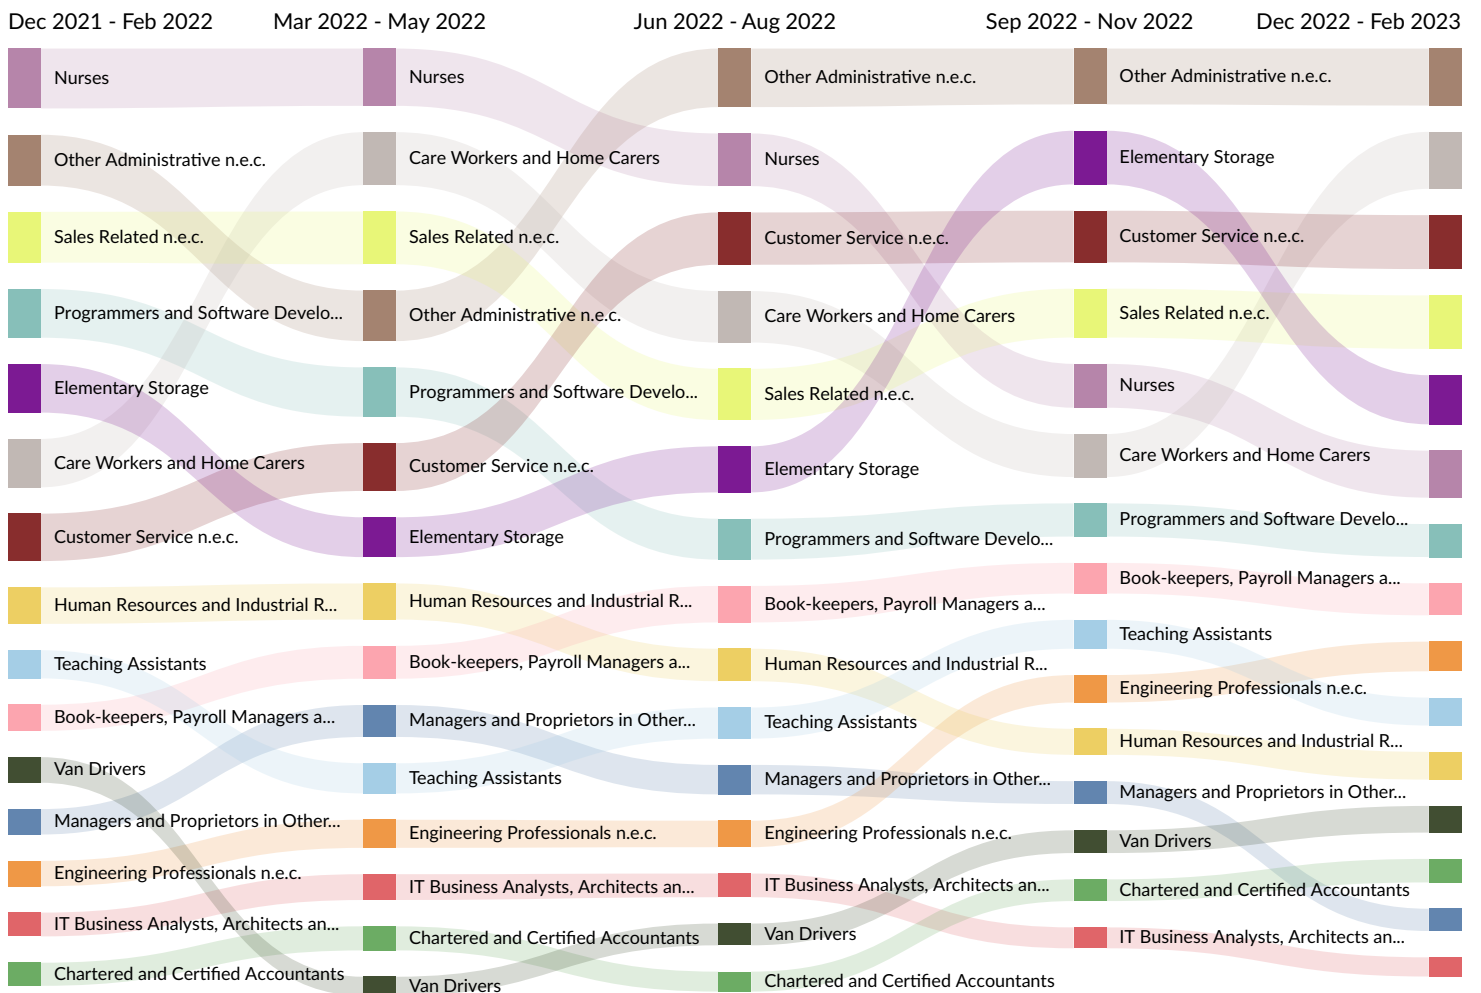 Dec 2021 - Feb 2022
Mar 2022 - May 2022
Jun 2022 - Aug 2022
Sep 2022 - Nov 2022
Dec 2022 - Feb 2023
Nurses
Other Administrative n.e.c.
Sales Related n.e.c.
Programmers and Software Develo...
Elementary Storage
Care Workers and Home Carers
Customer Service n.e.c.
Human Resources and Industrial R...
Teaching Assistants
Book-keepers, Payroll Managers a...
Van Drivers
Managers and Proprietors in Other...
Engineering Professionals n.e.c.
IT Business Analysts, Architects an...
Chartered and Certified Accountants
Nurses
Care Workers and Home Carers
Sales Related n.e.c.
Other Administrative n.e.c.
Programmers and Software Develo...
Customer Service n.e.c.
Elementary Storage
Human Resources and Industrial R...
Book-keepers, Payroll Managers a...
Managers and Proprietors in Other...
Teaching Assistants
Engineering Professionals n.e.c.
IT Business Analysts, Architects an...
Chartered and Certified Accountants
Van Drivers
Other Administrative n.e.c.
Nurses
Customer Service n.e.c.
Care Workers and Home Carers
Sales Related n.e.c.
Elementary Storage
Programmers and Software Develo...
Book-keepers, Payroll Managers a...
Human Resources and Industrial R...
Teaching Assistants
Managers and Proprietors in Other...
Engineering Professionals n.e.c.
IT Business Analysts, Architects an...
Van Drivers
Chartered and Certified Accountants
Other Administrative n.e.c.
Elementary Storage
Customer Service n.e.c.
Sales Related n.e.c.
Nurses
Care Workers and Home Carers
Programmers and Software Develo...
Book-keepers, Payroll Managers a...
Teaching Assistants
Engineering Professionals n.e.c.
Human Resources and Industrial R...
Managers and Proprietors in Other...
Van Drivers
Chartered and Certified Accountants
IT Business Analysts, Architects an...